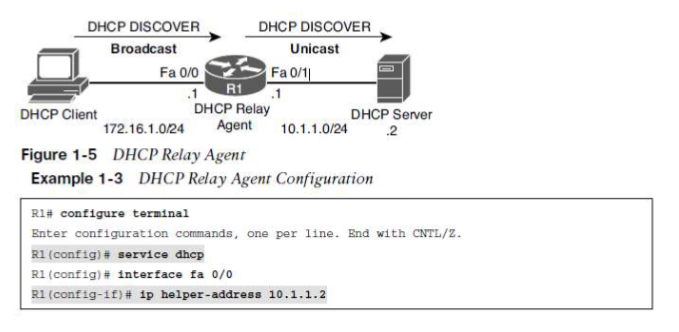 DHCP DISCOVER DHCP DISCOVER
Broadcast Unicast
Fa 0/0 Fa 0/1
R1
.1 .1
DHCP Client DHCP Relay Agent DHCP Server
172.16.1.0/24 10.1.1.0/24 .2
Figure 1-5 DHCP Relay Agent
Example 1-3 DHCP Relay Agent Configuration
R1# configure terminal
Enter configuration commands, one per line. End with CNTL/Z.
R1(config)# service dhcp
R1(config)# interface fa 0/0
R1(config-if)# ip helper-address 10.1.1.2